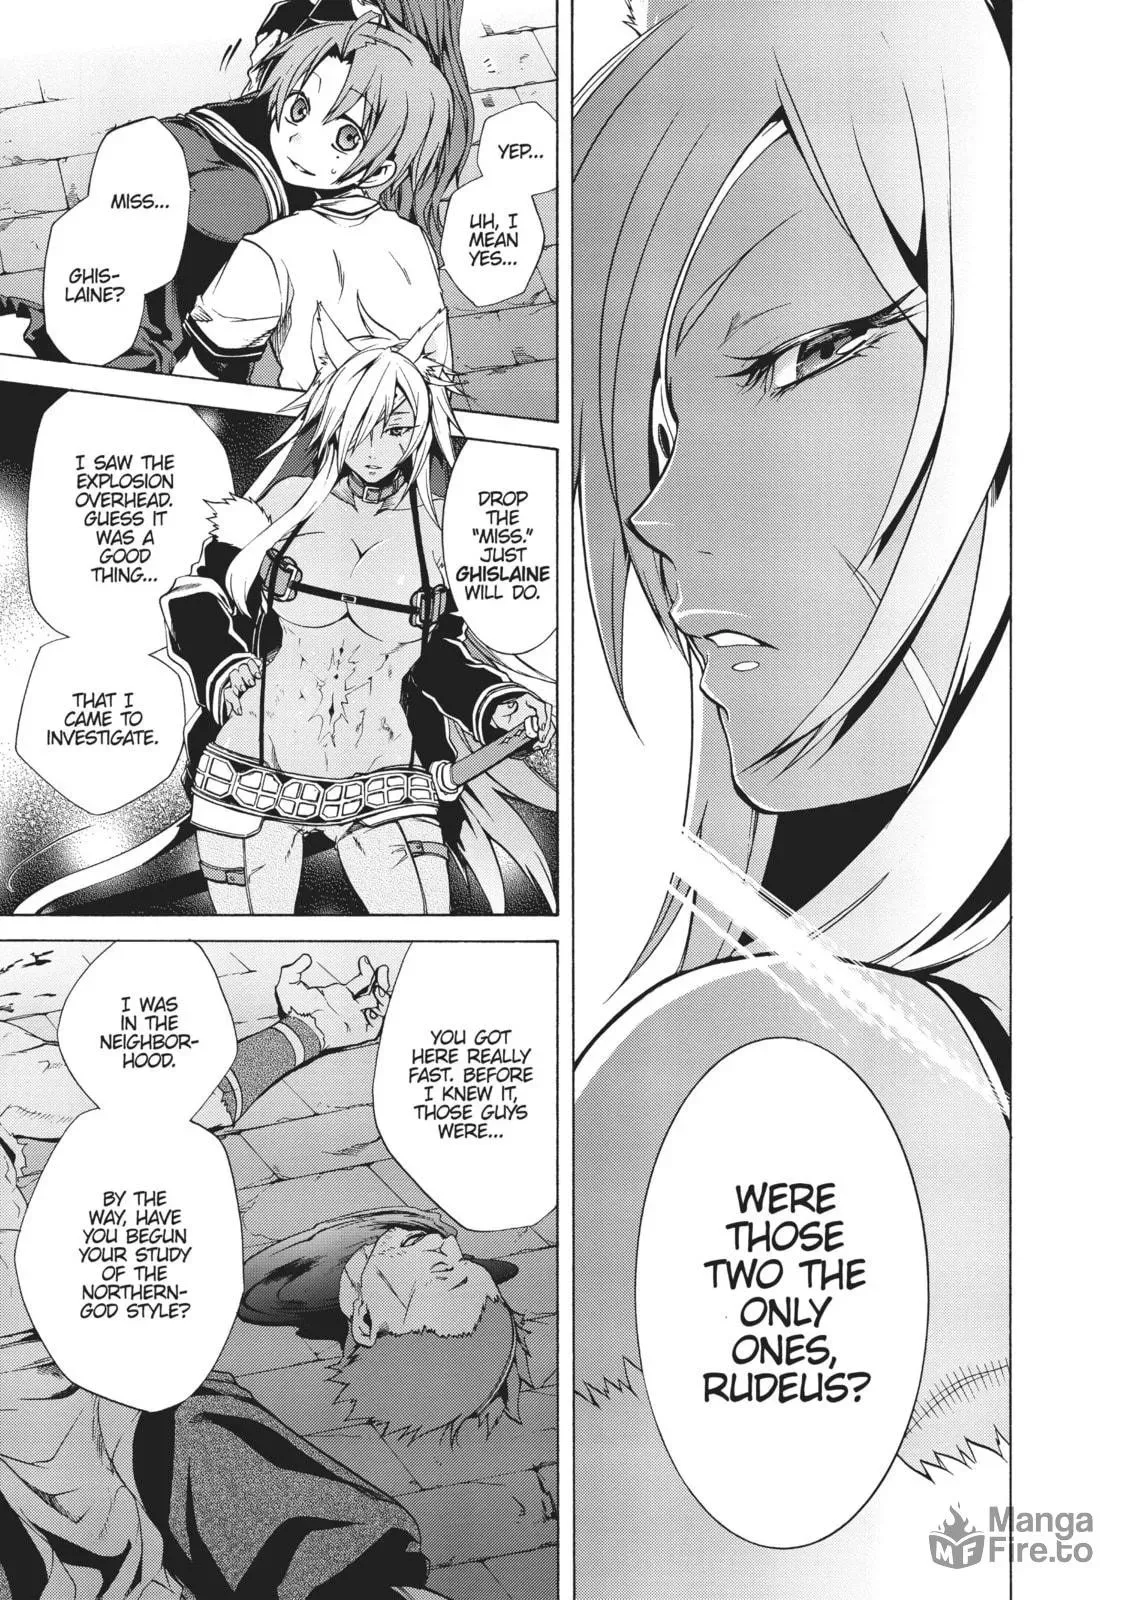 WERE
THOSE
TWO THE
ONLY
ONES,
RUDEUS?
YEP...
UH, I
MEAN
YES...
MISS...
GHIS-
LAINE?
DROP
THE
"MISS."
JUST
GHISLAINE
WILL DO.
I SAW THE
EXPLOSION
OVERHEAD.
GUESS IT
WAS A
GOOD
THING...
THAT I
CAME TO
INVESTIGATE.
YOU GOT
HERE REALLY
FAST. BEFORE
I KNEW IT,
THOSE GUYS
WERE...
I WAS
IN THE
NEIGHBOR-
HOOD.
BY THE
WAY, HAVE
YOU BEGUN
YOUR STUDY
OF THE
NORTHERN-
GOD STYLE?
MF
Manga
Fire.to